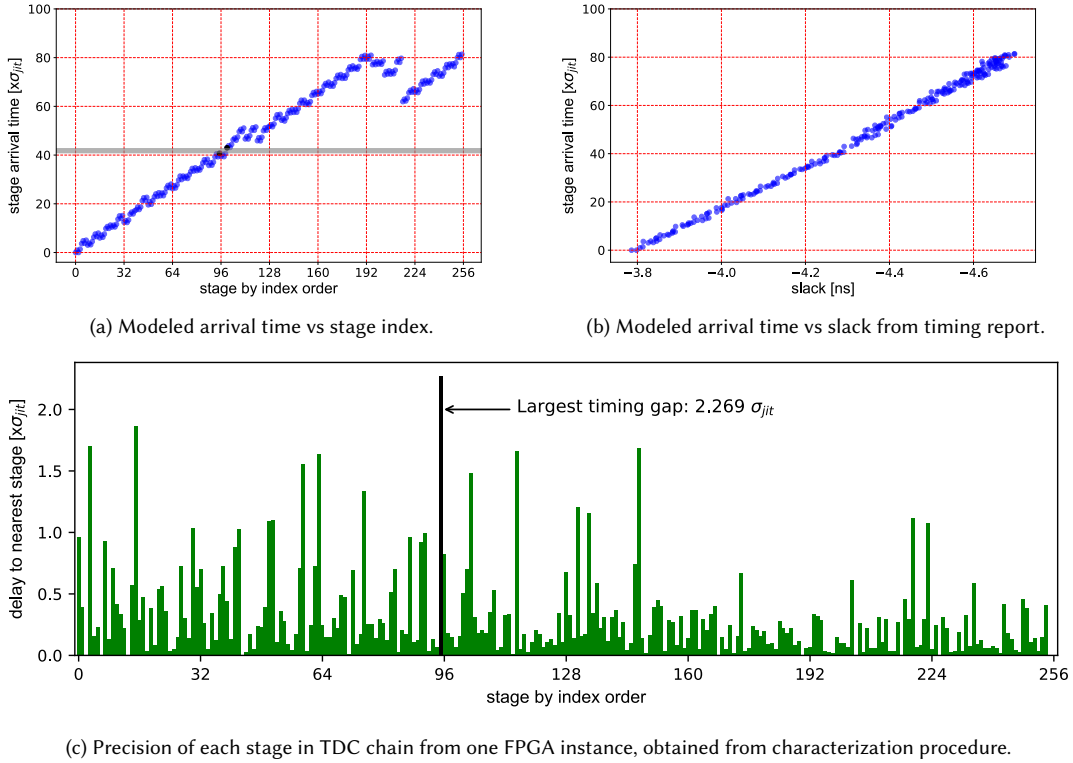 100
80
60
40
20
0
stage arrival time [xσjit]
0 32 64 96 128 160 192 224 256
stage by index order
(a) Modeled arrival time vs stage index.
100
80
60
40
20
0
stage arrival time [xσjit]
−3.8 −4.0 −4.2 −4.4 −4.6
slack [ns]
(b) Modeled arrival time vs slack from timing report.
2.0
1.5
1.0
0.5
0.0
delay to nearest stage [xσjit]
Largest timing gap: 2.269 σjit
0 32 64 96 128 160 192 224 256
stage by index order
(c) Precision of each stage in TDC chain from one FPGA instance, obtained from characterization procedure.